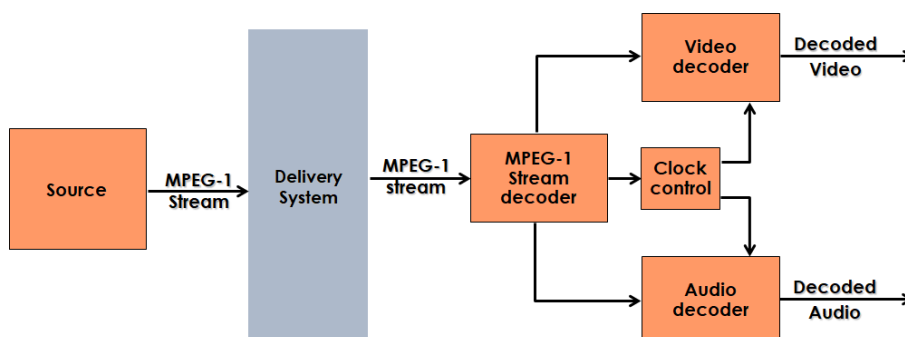 Source
MPEG-1
Stream
Delivery
System
MPEG-1
stream
MPEG-1
Stream
decoder
Video
decoder
Decoded
Video
Clock
control
Audio
decoder
Decoded
Audio